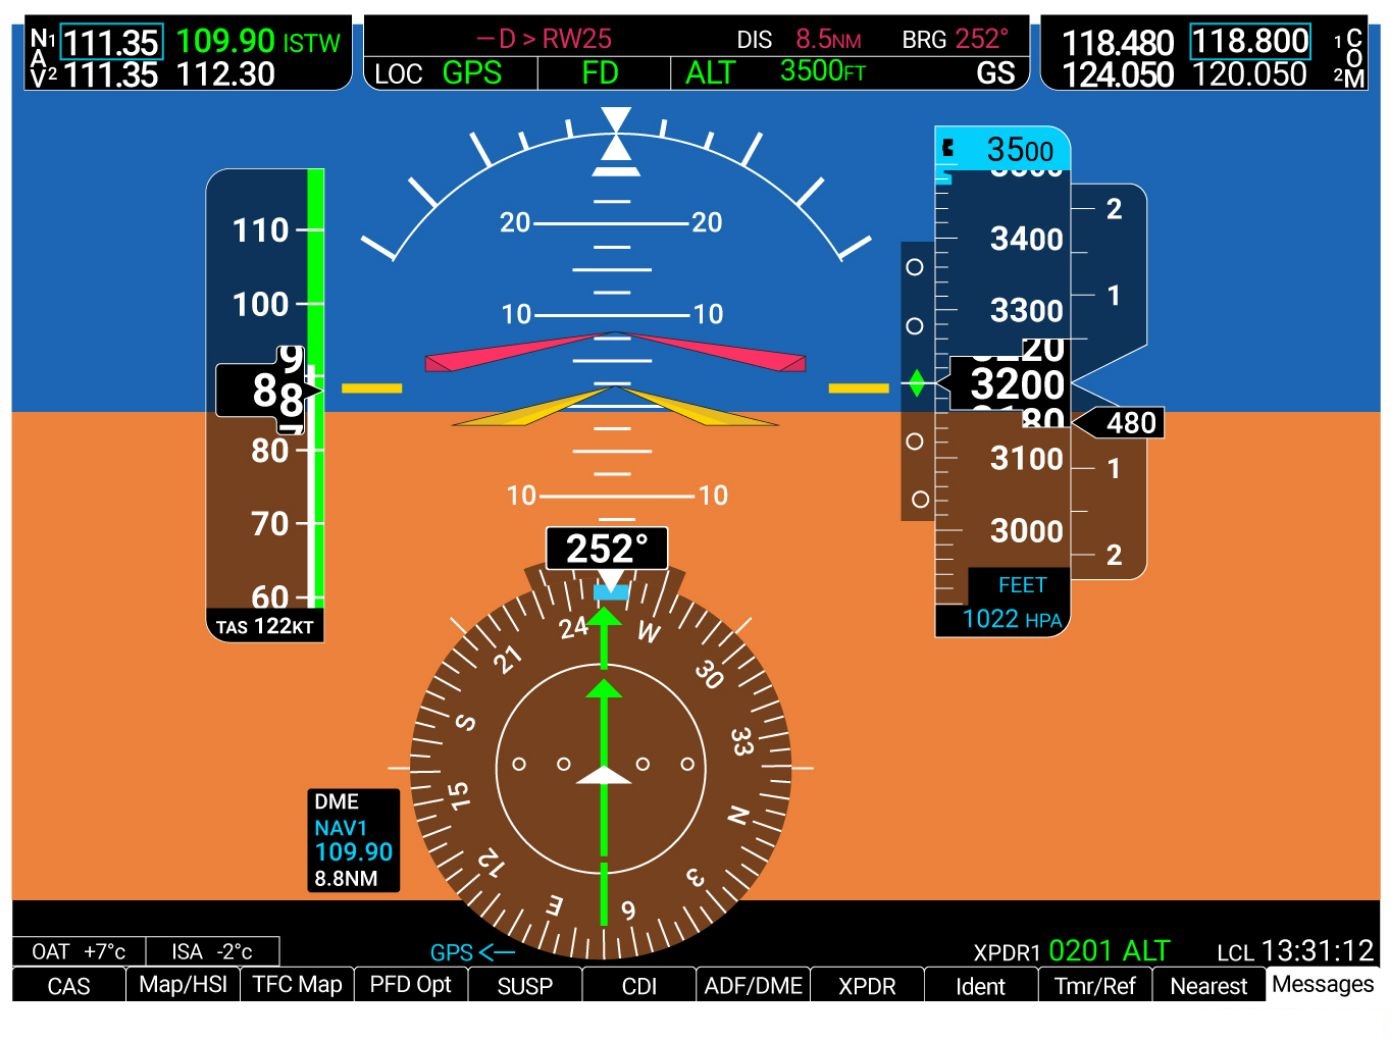 N1 111.35 109.90 ISTW
A
V2 111.35 112.30
—D > RW25 DIS 8.5NM BRG 252°
LOC GPS FD ALT 3500FT GS
118.480 118.800 1 C
O
124.050 120.050 2 M
110
100
9
88
80
70
60
TAS 122KT
20 20
10 10
10 10
3500
3400
3300
3200
3100
3000
FEET
1022 HPA
2
1
480
1
2
252°
24 W 30 33 N 3 6 E 12 15 S 21
DME
NAV1
109.90
8.8NM
OAT +7°c ISA -2°c GPS <— XPDR1 0201 ALT LCL 13:31:12
CAS Map/HSI TFC Map PFD Opt SUSP CDI ADF/DME XPDR Ident Tmr/Ref Nearest Messages